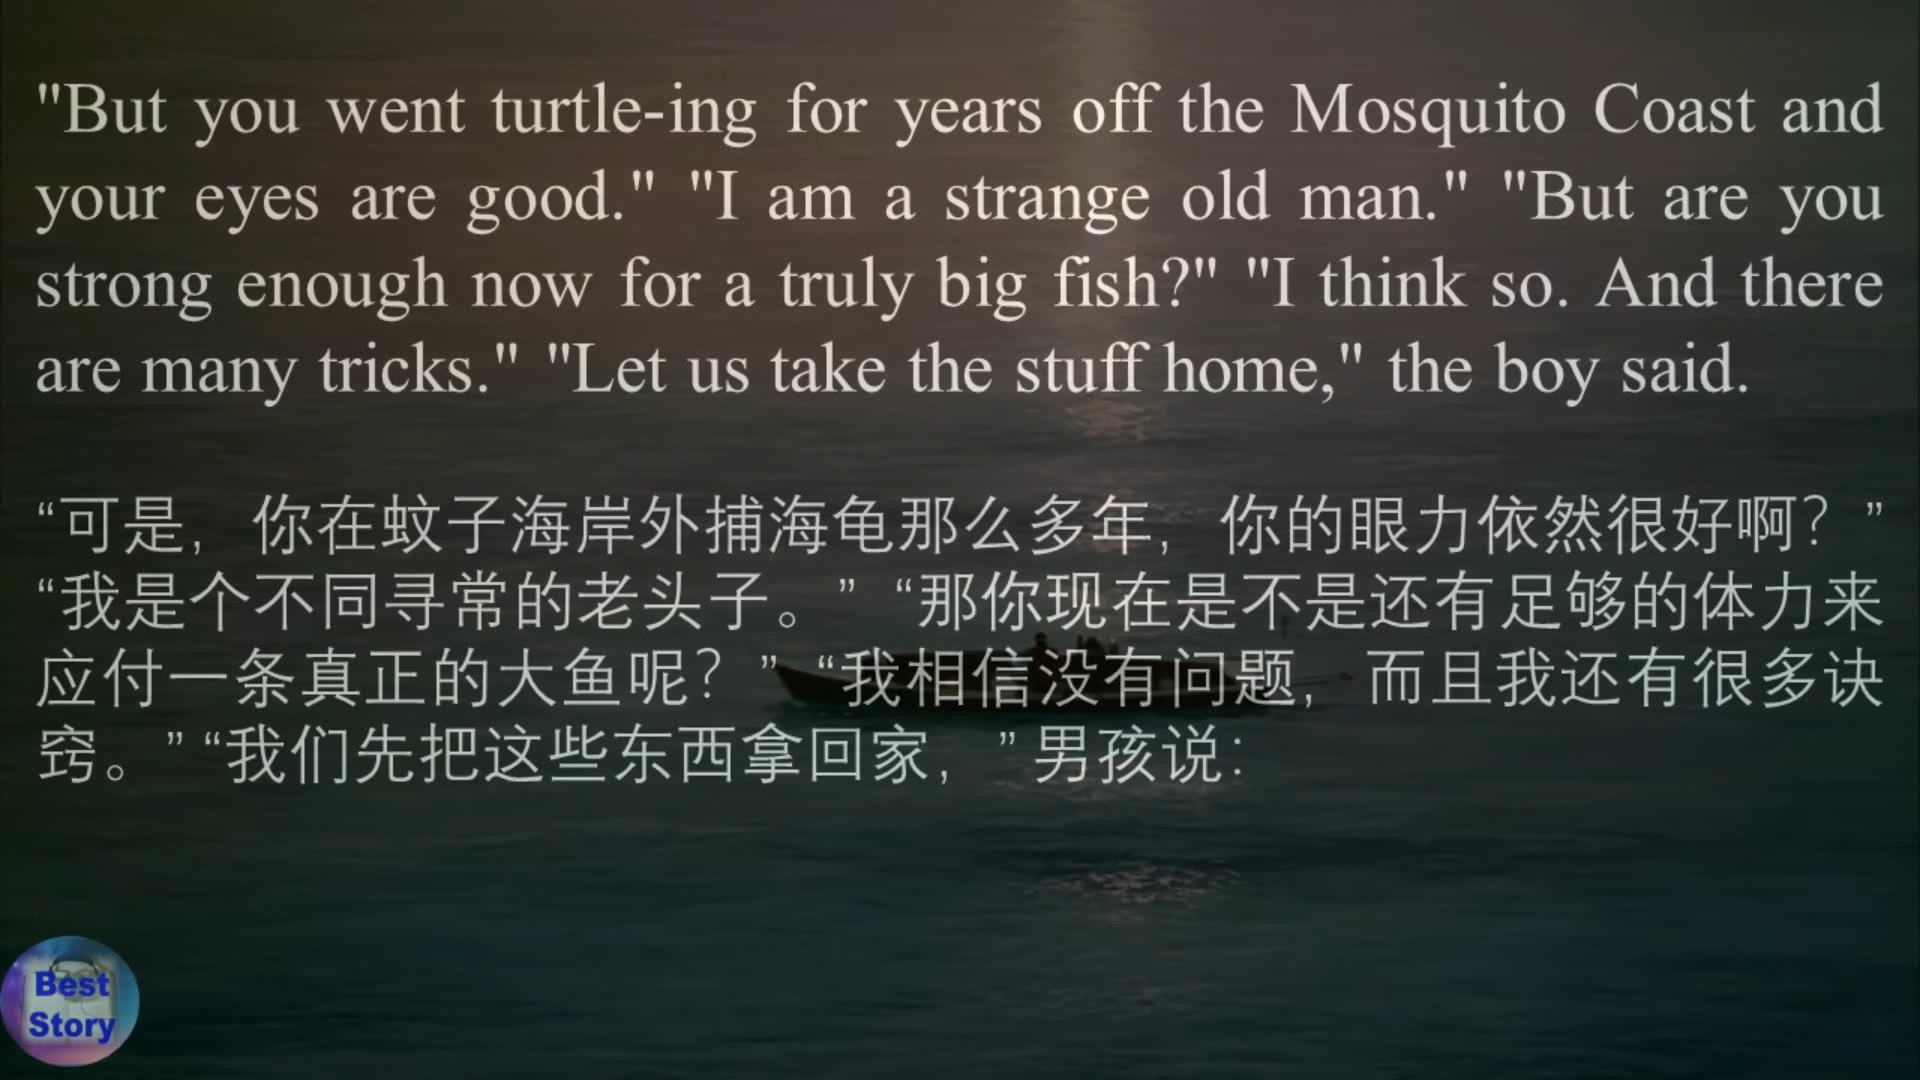 "But you went turtle-ing for years off the Mosquito Coast and
your eyes are good." "I am a strange old man." "But are you
strong enough now for a truly big fish?" "I think so. And there
are many tricks." "Let us take the stuff home," the boy said.
“可是，你在蚊子海岸外捕海龟那么多年，你的眼力依然很好啊？”
“我是个不同寻常的老头子。” “那你现在是不是还有足够的体力来
应付一条真正的大鱼呢？” “我相信没有问题，而且我还有很多诀
窍。” “我们先把这些东西拿回家，” 男孩说：
Best
Story